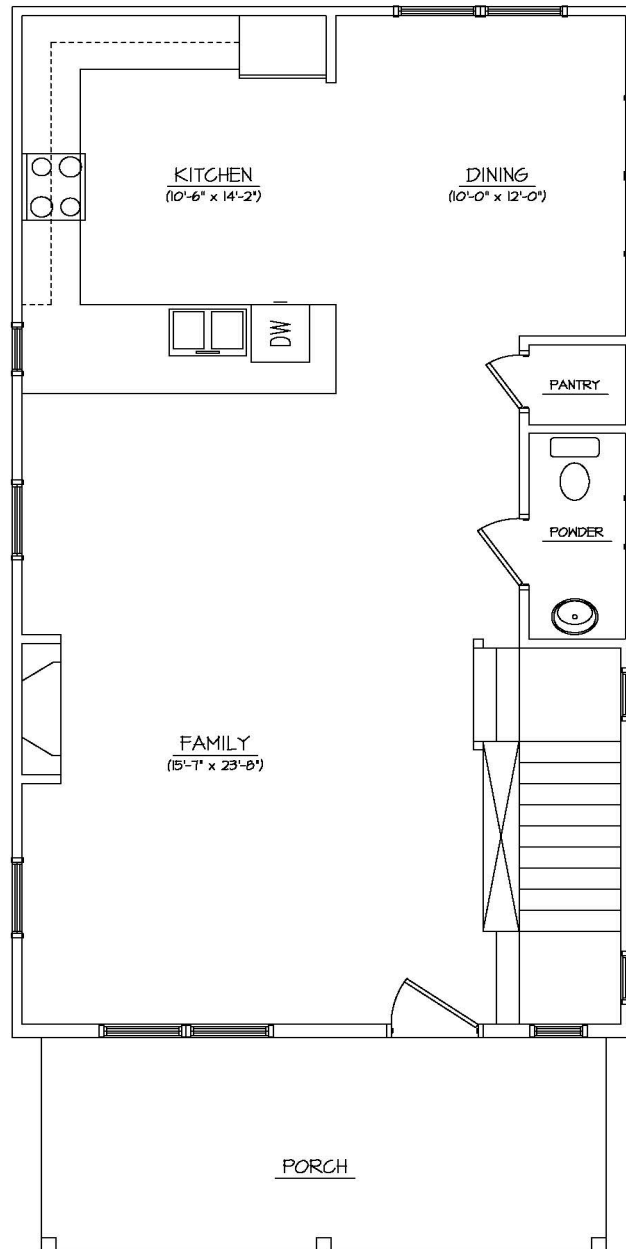 KITCHEN
(10'-6" x 14'-2")
DINING
(10'-0" x 12'-0")
DW
PANTRY
POWDER
FAMILY
(15'-7" x 23'-8")
PORCH